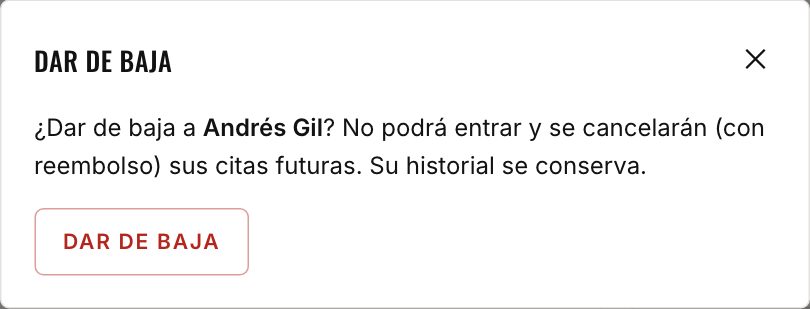 DAR DE BAJA
¿Dar de baja a Andrés Gil? No podrá entrar y se cancelarán (con
reembolso) sus citas futuras. Su historial se conserva.
DAR DE BAJA